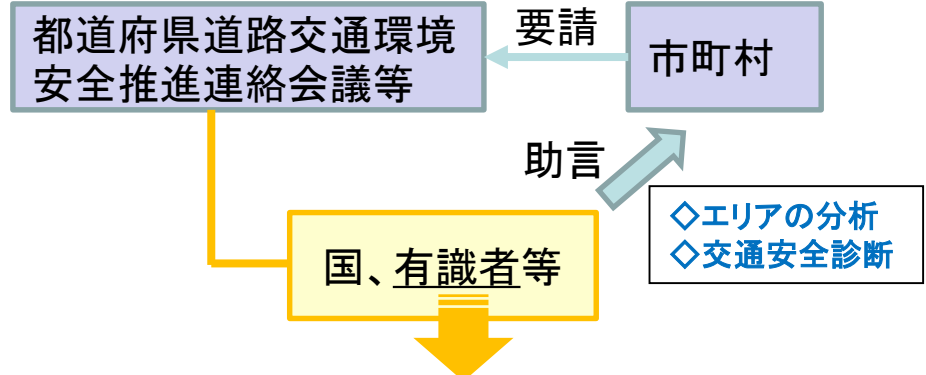 都道府県道路交通環境
安全推進連絡会議等
要請
市町村
助言
◇エリアの分析
◇交通安全診断
国、有識者等